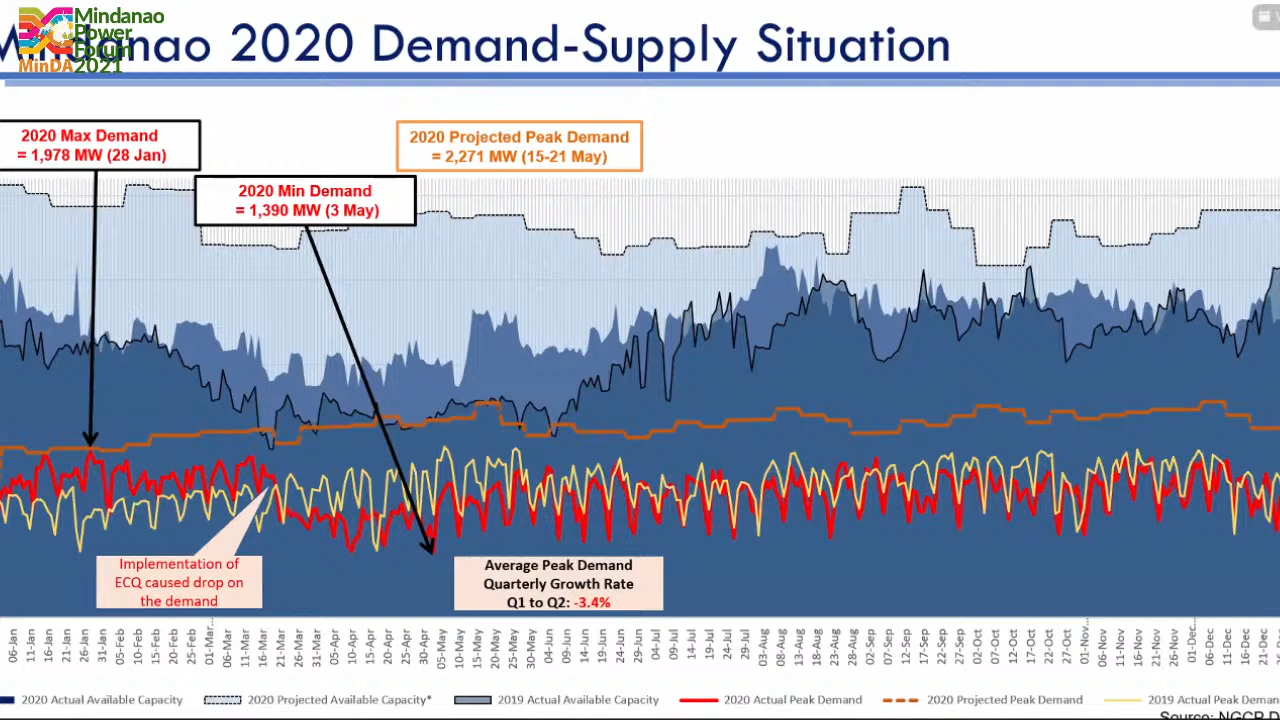 Mindanao
Power
Forum
MinDA 2021
Mindanao 2020 Demand-Supply Situation
2020 Max Demand
= 1,978 MW (28 Jan)
2020 Projected Peak Demand
= 2,271 MW (15-21 May)
2020 Min Demand
= 1,390 MW (3 May)
Implementation of
ECQ caused drop on
the demand
Average Peak Demand
Quarterly Growth Rate
Q1 to Q2: -3.4%
06-Jan
11-Jan
16-Jan
21-Jan
26-Jan
31-Jan
05-Feb
10-Feb
15-Feb
20-Feb
25-Feb
01-Mar...
06-Mar
11-Mar
16-Mar
21-Mar
26-Mar
31-Mar
05-Apr
10-Apr
15-Apr
20-Apr
25-Apr
30-Apr
05-May
10-May
15-May
20-May
25-May
30-May
04-Jun
09-Jun
14-Jun
19-Jun
24-Jun
29-Jun
04-Jul
09-Jul
14-Jul
19-Jul
24-Jul
29-Jul
03-Aug
08-Aug
13-Aug
18-Aug
23-Aug
28-Aug
02-Sep
07-Sep
12-Sep
17-Sep
22-Sep
27-Sep
02-Oct
07-Oct
12-Oct
17-Oct
22-Oct
27-Oct
01-Nov...
06-Nov
11-Nov
16-Nov
21-Nov
26-Nov
01-Dec...
06-Dec
11-Dec
16-Dec
21-Dec
2020 Actual Available Capacity
2020 Projected Available Capacity*
2019 Actual Available Capacity
2020 Actual Peak Demand
2020 Projected Peak Demand
2019 Actual Peak Deman
Source: NGCP D